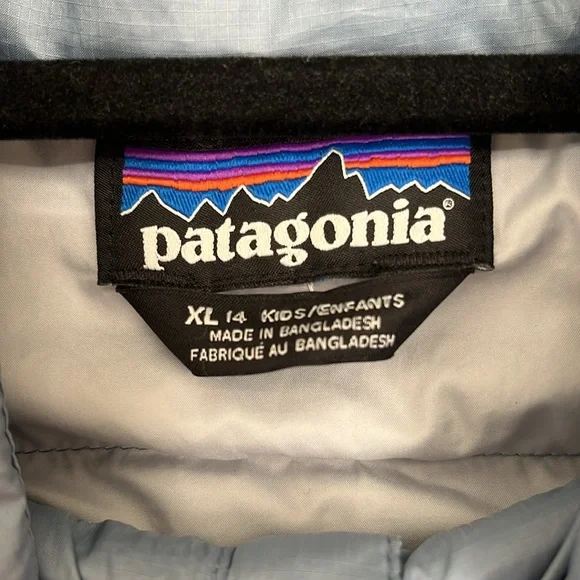 patagonia®
XL 14 KIDS/ENFANTS
MADE IN BANGLADESH
FABRIQUÉ AU BANGLADESH